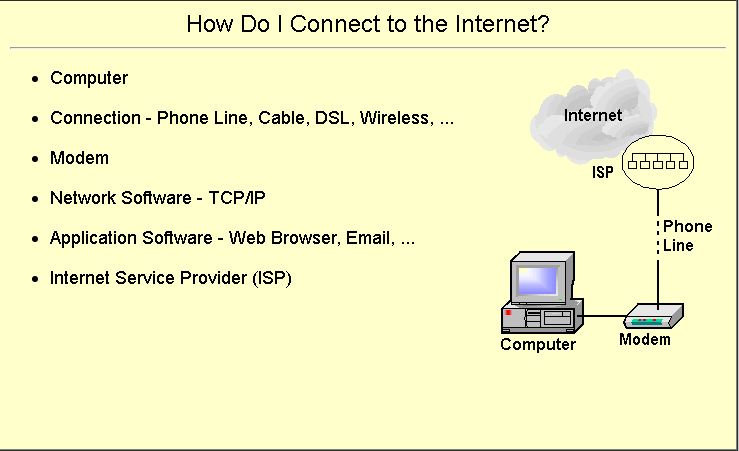 How Do I Connect to the Internet?
• Computer
• Connection - Phone Line, Cable, DSL, Wireless, ...
• Modem
• Network Software - TCP/IP
• Application Software - Web Browser, Email, ...
• Internet Service Provider (ISP)
Internet
ISP
Phone
Line
Computer
Modem